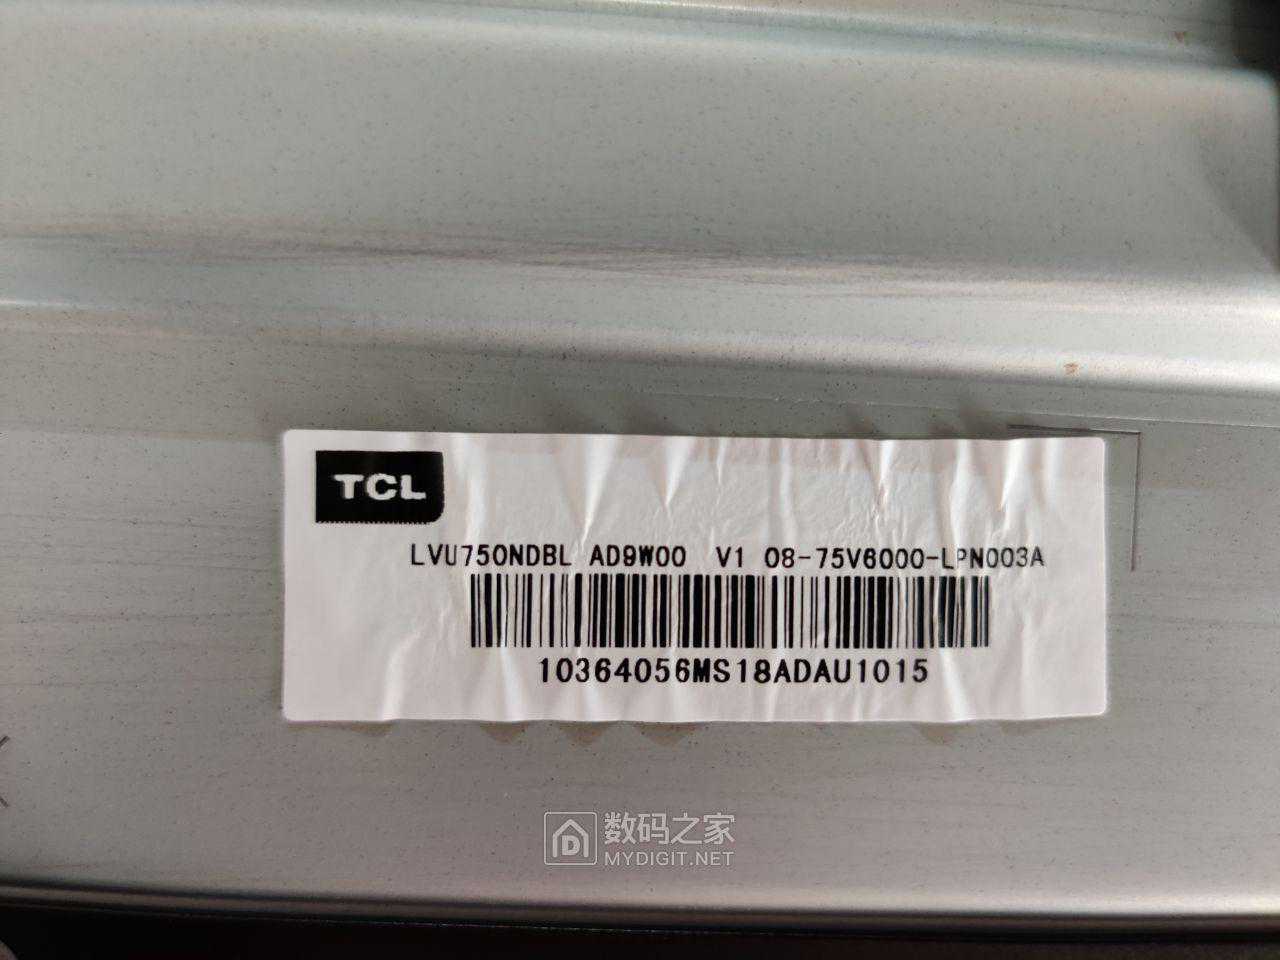 TCL
LVU750NDBL AD9W00 V1 08-75V6000-LPN003A
10364056MS18ADAU1015
数码之家
MYDIGIT.NET